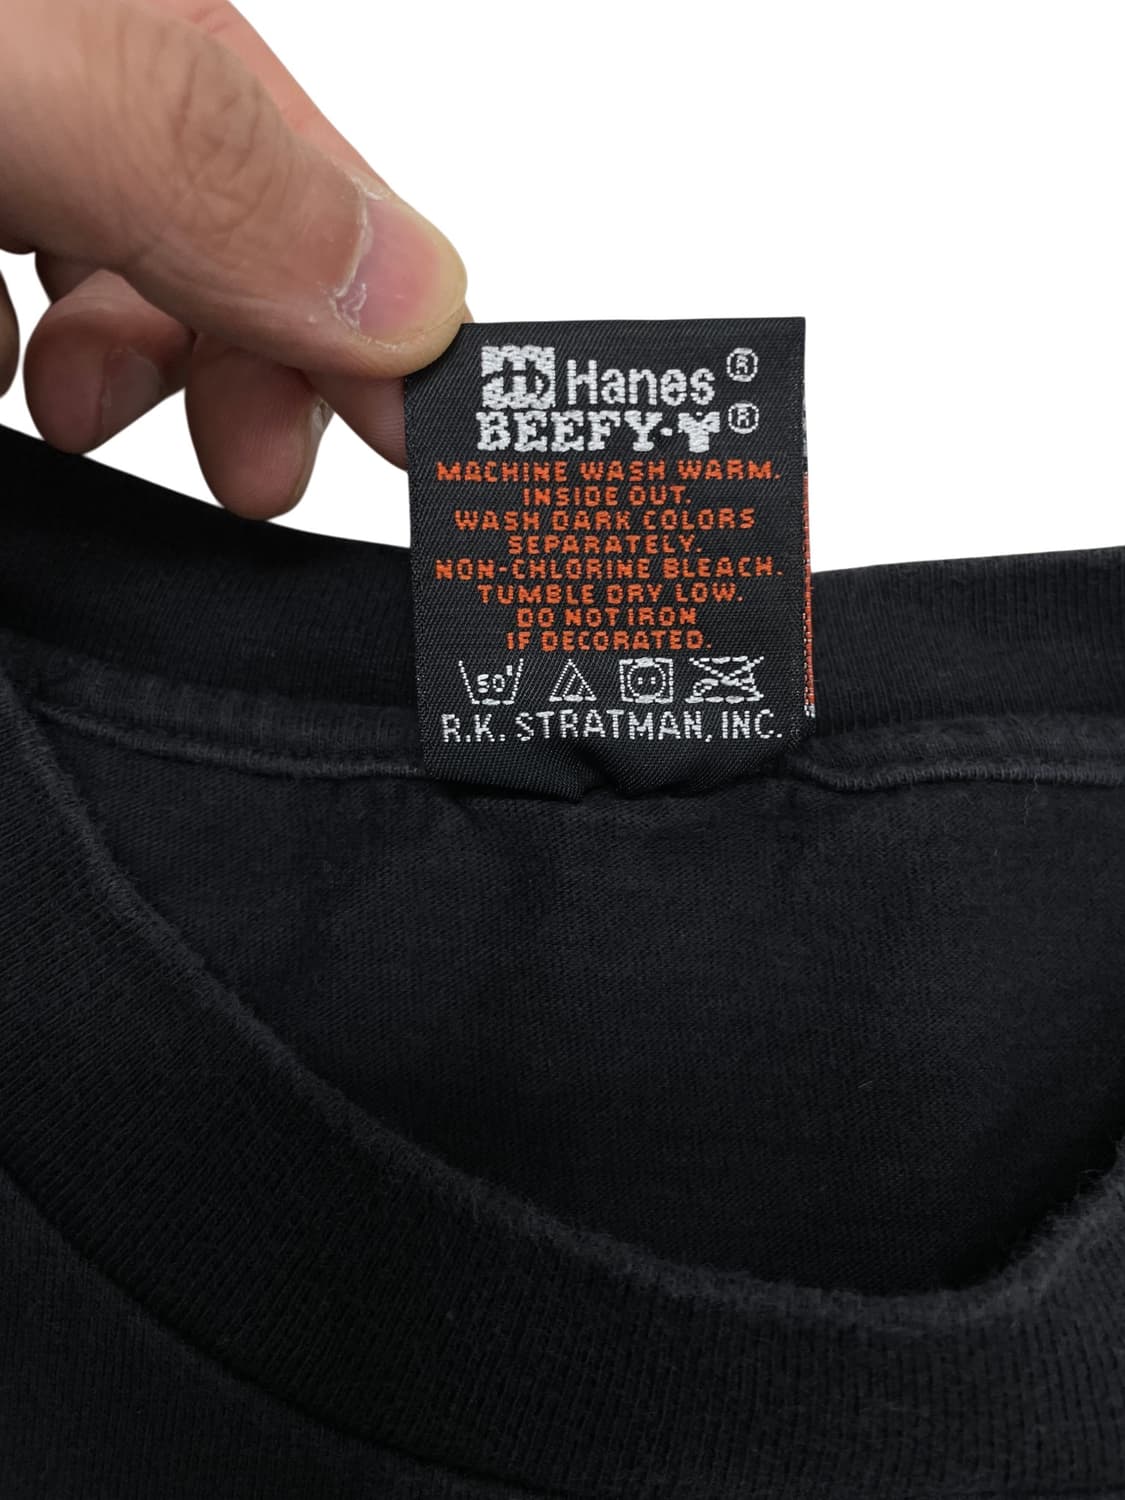 Hanes®
BEEFY-T®
MACHINE WASH WARM.
INSIDE OUT.
WASH DARK COLORS
SEPARATELY.
NON-CHLORINE BLEACH.
TUMBLE DRY LOW.
DO NOT IRON
IF DECORATED.
50°
R.K. STRATMAN, INC.